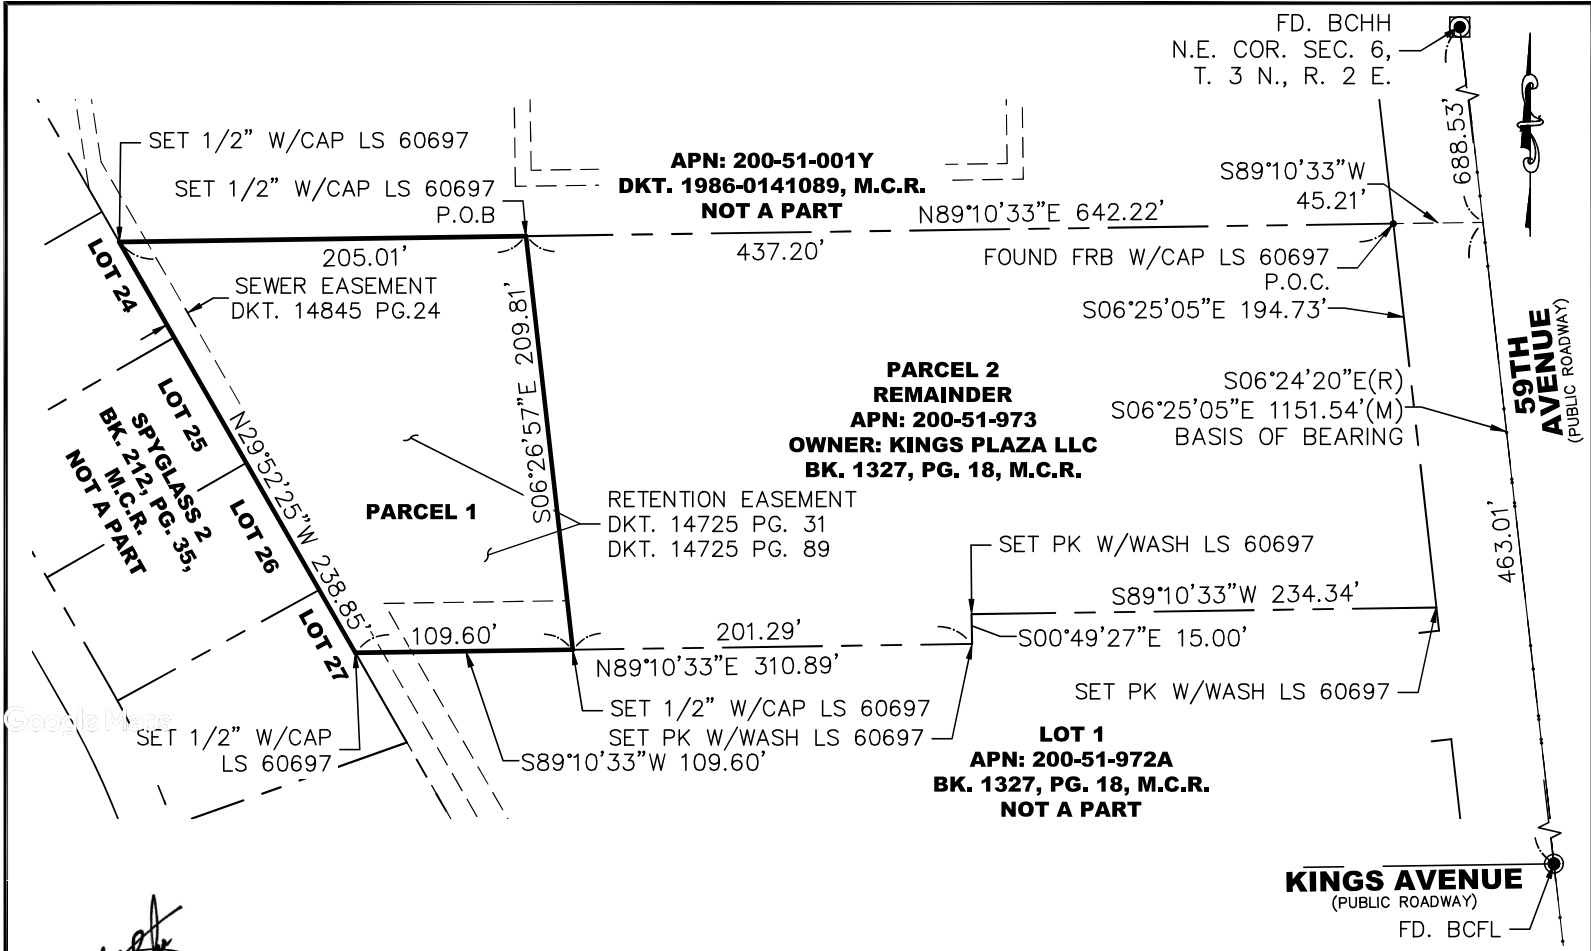 FD. BCHH
N.E. COR. SEC. 6,
T. 3 N., R. 2 E.
SET 1/2” W/CAP LS 60697
SET 1/2” W/CAP LS 60697
P.O.B
APN: 200-51-001Y
DKT. 1986-0141089, M.C.R.
NOT A PART
N89°10’33”E 642.22’
S89°10’33”W
45.21’
688.53’
205.01’
437.20’
FOUND FRB W/CAP LS 60697
P.O.C.
SEWER EASEMENT
DKT. 14845 PG.24
S06°25’05”E 194.73’
LOT 24
S06°26’57”E 209.81’
PARCEL 2
REMAINDER
APN: 200-51-973
OWNER: KINGS PLAZA LLC
BK. 1327, PG. 18, M.C.R.
S06°24’20”E(R)
S06°25’05”E 1151.54’(M)
BASIS OF BEARING
59TH
AVENUE
(PUBLIC ROADWAY)
LOT 25
N29°52’25”W 238.85’
SPYGLASS 2
BK. 212, PG. 35,
M.C.R.
NOT A PART
PARCEL 1
RETENTION EASEMENT
DKT. 14725 PG. 31
DKT. 14725 PG. 89
LOT 26
SET PK W/WASH LS 60697
463.01’
S89°10’33”W 234.34’
LOT 27
109.60’
201.29’
S00°49’27”E 15.00’
N89°10’33”E 310.89’
SET PK W/WASH LS 60697
SET 1/2” W/CAP LS 60697
SET PK W/WASH LS 60697
Google Maps
SET 1/2” W/CAP
LS 60697
S89°10’33”W 109.60’
LOT 1
APN: 200-51-972A
BK. 1327, PG. 18, M.C.R.
NOT A PART
KINGS AVENUE
(PUBLIC ROADWAY)
FD. BCFL